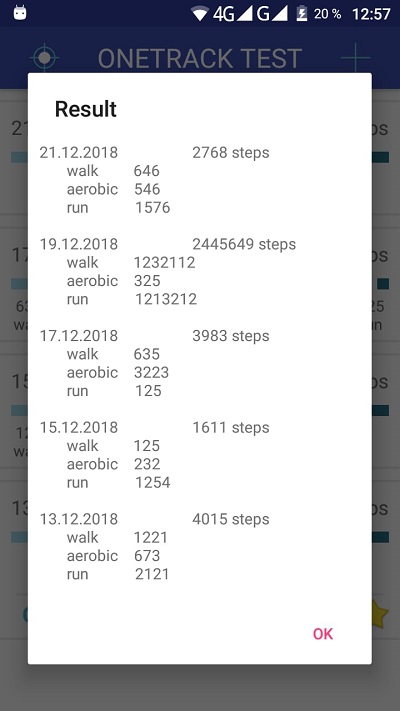 4G G 20 % 12:57
ONETRACK TEST
Result
21.12.2018 2768 steps
walk 646
aerobic 546
run 1576
19.12.2018 2445649 steps
walk 1232112
aerobic 325
run 1213212
17.12.2018 3983 steps
walk 635
aerobic 3223
run 125
15.12.2018 1611 steps
walk 125
aerobic 232
run 1254
13.12.2018 4015 steps
walk 1221
aerobic 673
run 2121
OK